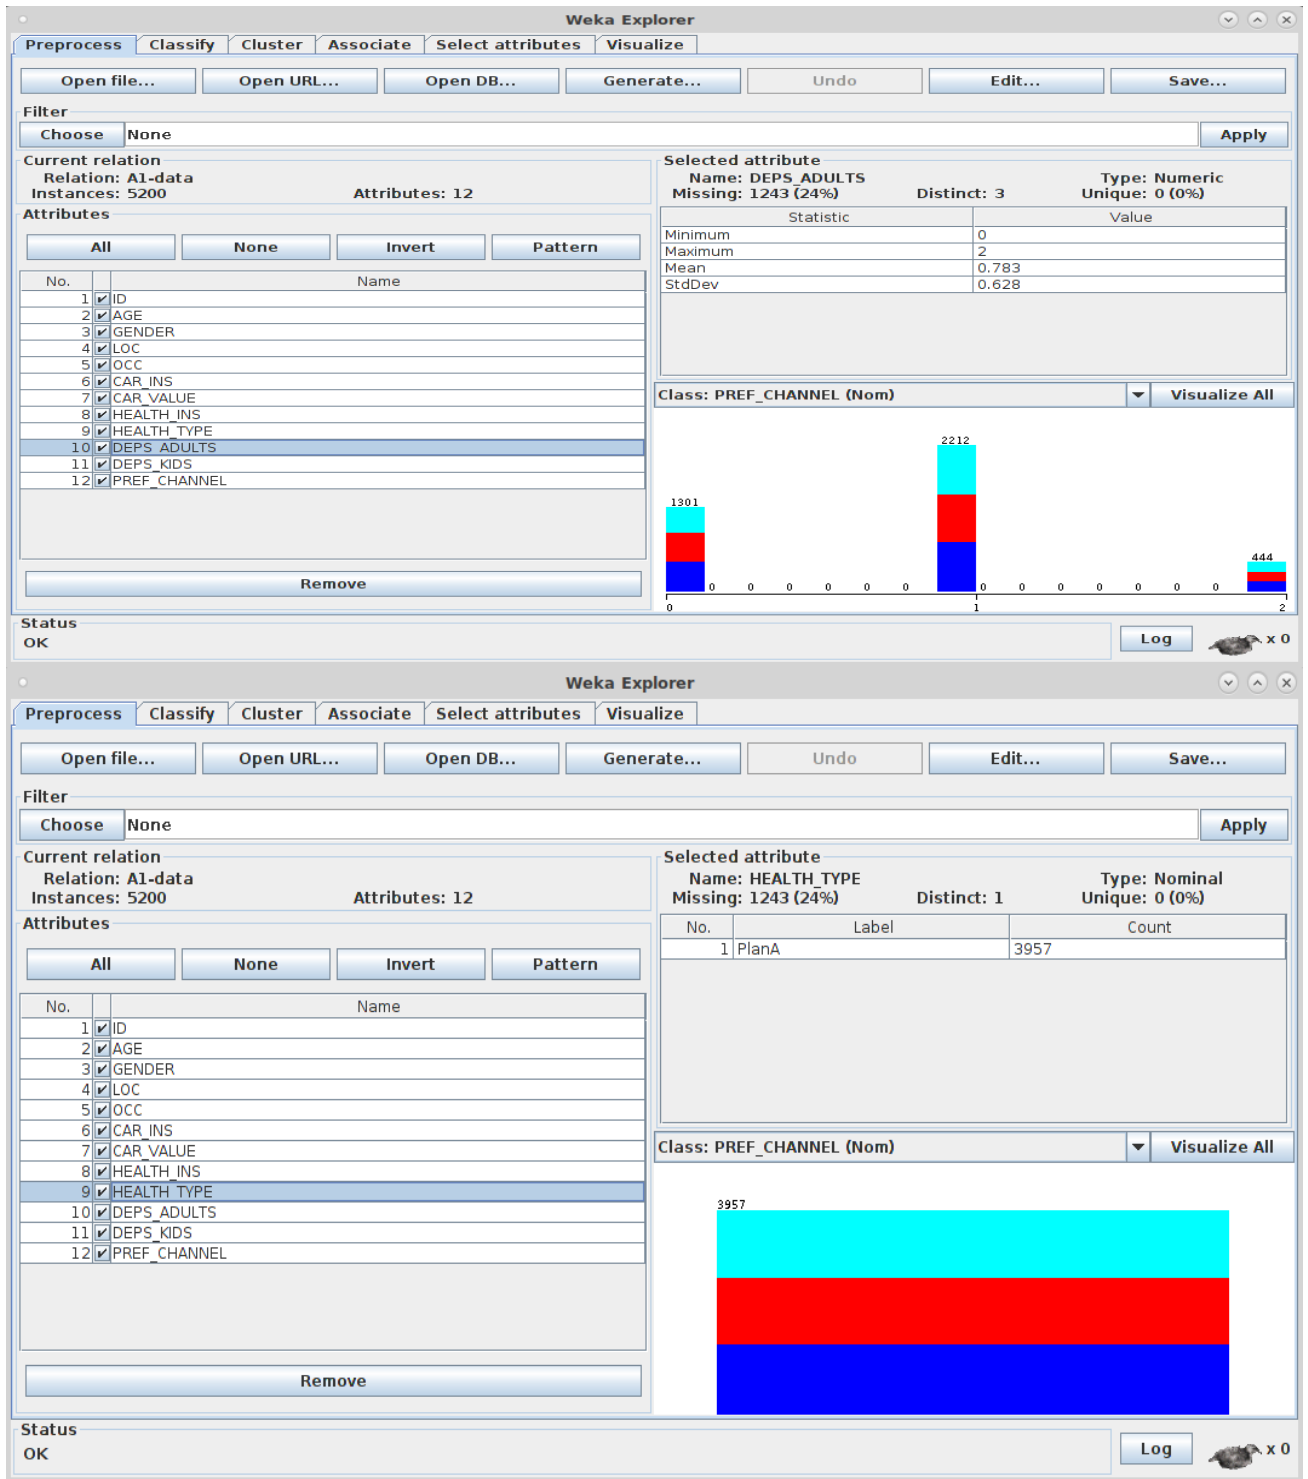 Weka Explorer
Preprocess Classify Cluster Associate Select attributes Visualize
Open file... Open URL... Open DB... Generate... Undo Edit... Save...
Filter
Choose None Apply
Current relation
Relation: A1-data
Instances: 5200 Attributes: 12
Attributes
All None Invert Pattern
No. Name
1 ID
2 AGE
3 GENDER
4 LOC
5 OCC
6 CAR_INS
7 CAR_VALUE
8 HEALTH_INS
9 HEALTH_TYPE
10 DEPS_ADULTS
11 DEPS_KIDS
12 PREF_CHANNEL
Remove
Selected attribute
Name: DEPS_ADULTS Type: Numeric
Missing: 1243 (24%) Distinct: 3 Unique: 0 (0%)
Statistic Value
Minimum 0
Maximum 2
Mean 0.783
StdDev 0.628
Class: PREF_CHANNEL (Nom) Visualize All
2212
1301
444
0 0 0 0 0 0 0 0 0 0 0 0 0
0 1 2
Status
OK
Log x 0
Weka Explorer
Preprocess Classify Cluster Associate Select attributes Visualize
Open file... Open URL... Open DB... Generate... Undo Edit... Save...
Filter
Choose None Apply
Current relation
Relation: A1-data
Instances: 5200 Attributes: 12
Attributes
All None Invert Pattern
No. Name
1 ID
2 AGE
3 GENDER
4 LOC
5 OCC
6 CAR_INS
7 CAR_VALUE
8 HEALTH_INS
9 HEALTH_TYPE
10 DEPS_ADULTS
11 DEPS_KIDS
12 PREF_CHANNEL
Remove
Selected attribute
Name: HEALTH_TYPE Type: Nominal
Missing: 1243 (24%) Distinct: 1 Unique: 0 (0%)
No. Label Count
1 PlanA 3957
Class: PREF_CHANNEL (Nom) Visualize All
3957
Status
OK
Log x 0